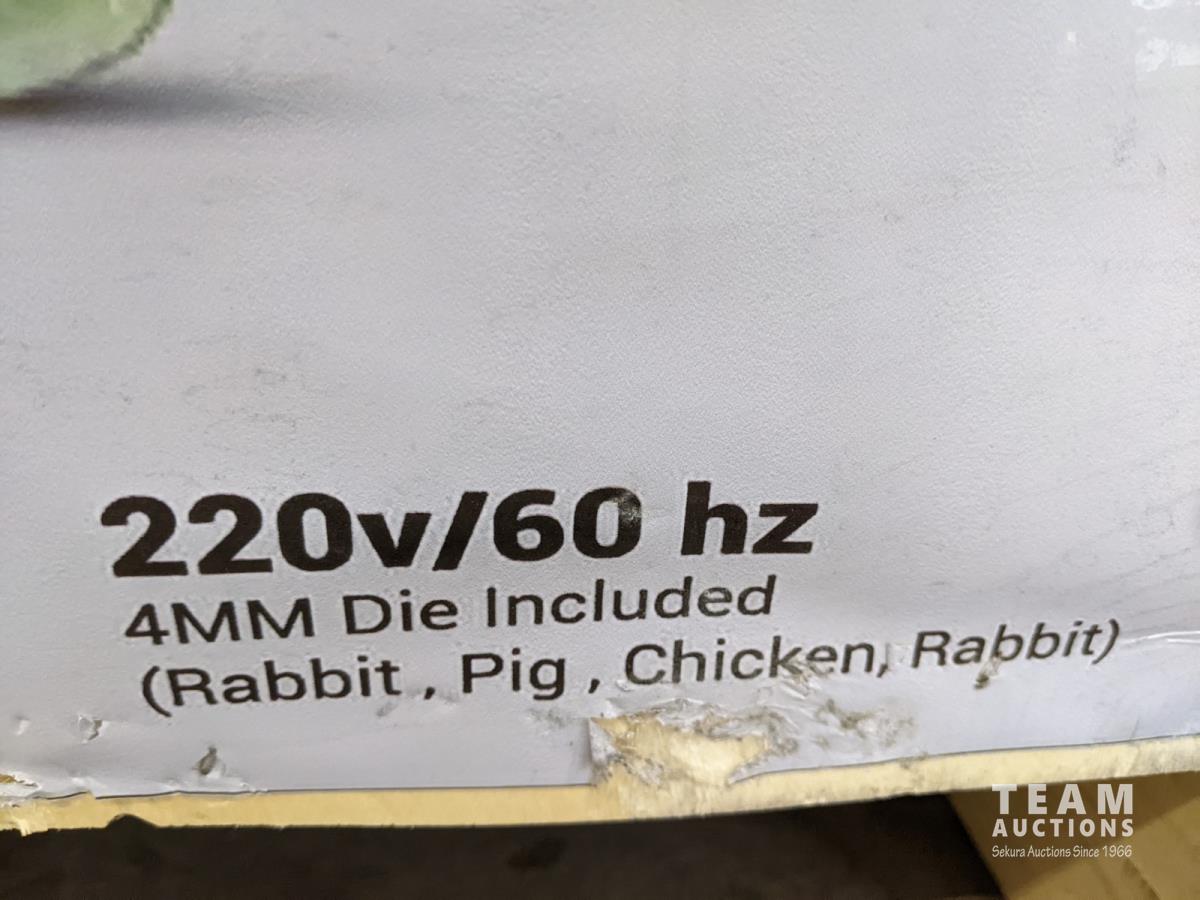 220v/60 hz
4MM Die Included
(Rabbit , Pig , Chicken, Rabbit)
TEAM
AUCTIONS
Sekura Auctions Since 1966